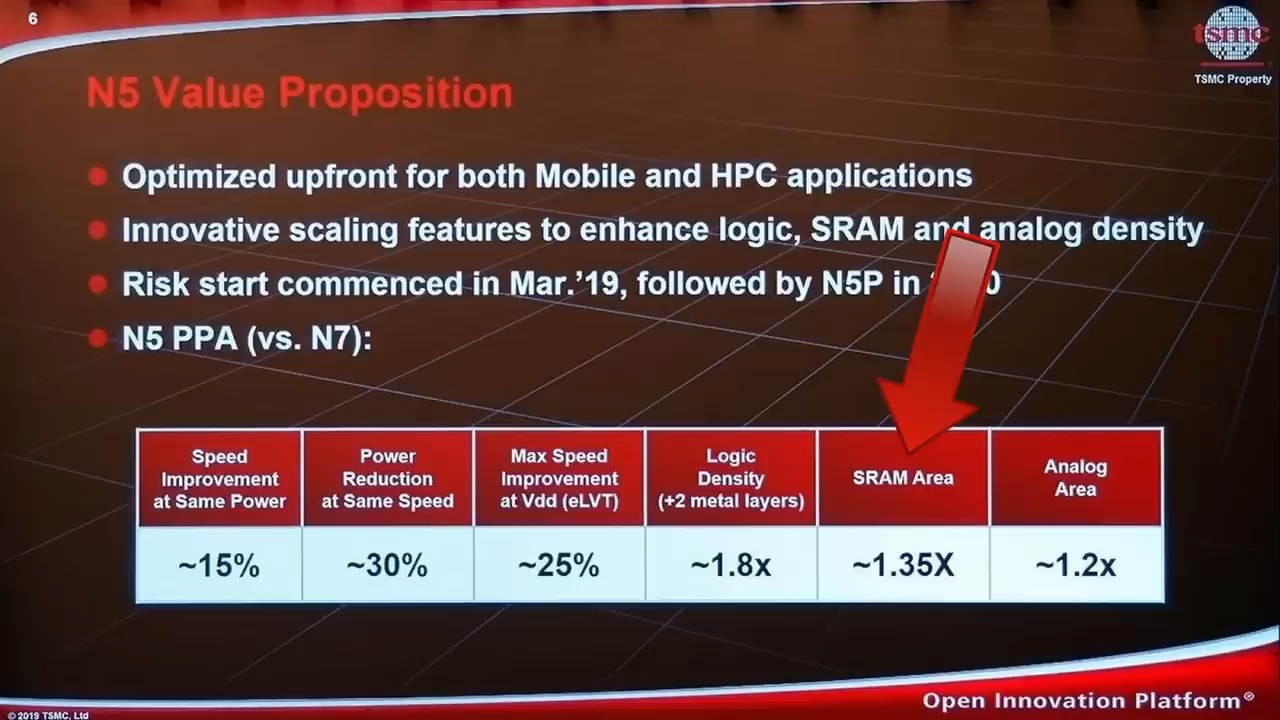 6
tsmc
TSMC Property
N5 Value Proposition
Optimized upfront for both Mobile and HPC applications
Innovative scaling features to enhance logic, SRAM and analog density
Risk start commenced in Mar.'19, followed by N5P in
N5 PPA (vs. N7):
Speed
Improvement
at Same Power
Power
Reduction
at Same Speed
Max Speed
Improvement
at Vdd (eLVT)
Logic
Density
(+2 metal layers)
SRAM Area
Analog
Area
~15%
~30%
~25%
~1.8x
~1.35X
~1.2x
Open Innovation Platform®
© 2019 TSMC, Ltd